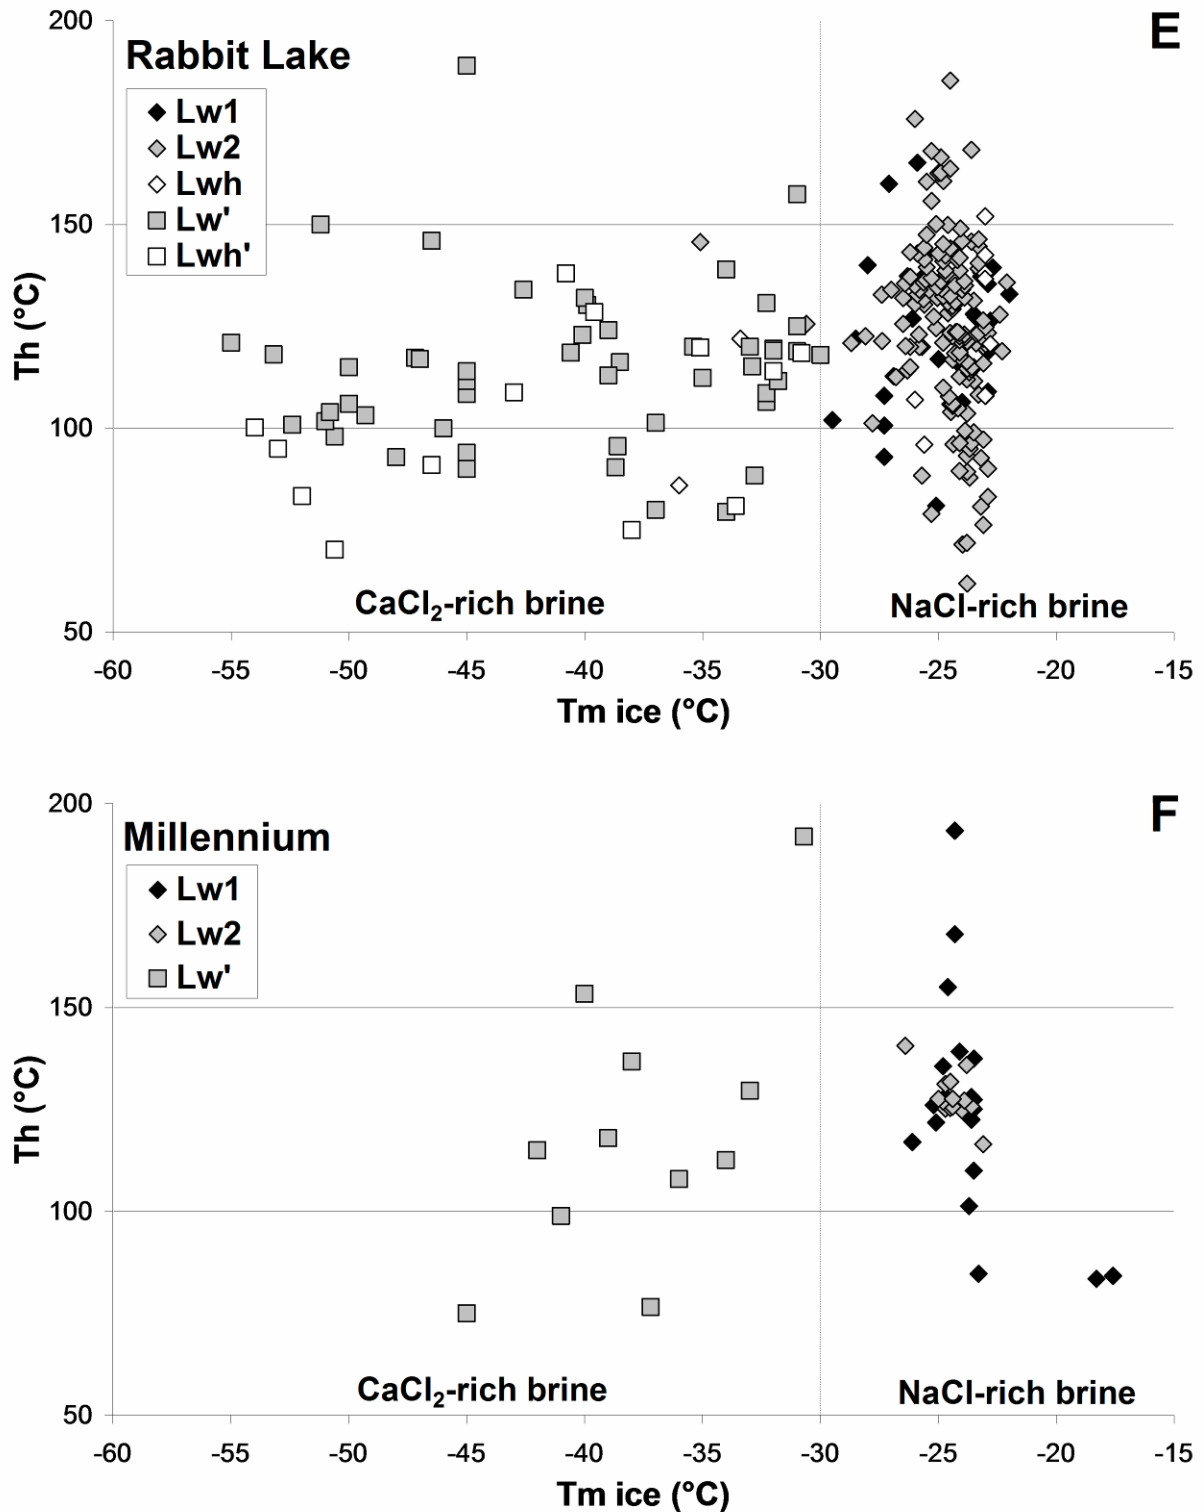 E
Rabbit Lake
Lw1
Lw2
Lwh
Lw'
Lwh'
200
150
100
50
Th (°C)
CaCl₂-rich brine
NaCl-rich brine
-60 -55 -50 -45 -40 -35 -30 -25 -20 -15
Tm ice (°C)
F
Millennium
Lw1
Lw2
Lw'
200
150
100
50
Th (°C)
CaCl₂-rich brine
NaCl-rich brine
-60 -55 -50 -45 -40 -35 -30 -25 -20 -15
Tm ice (°C)